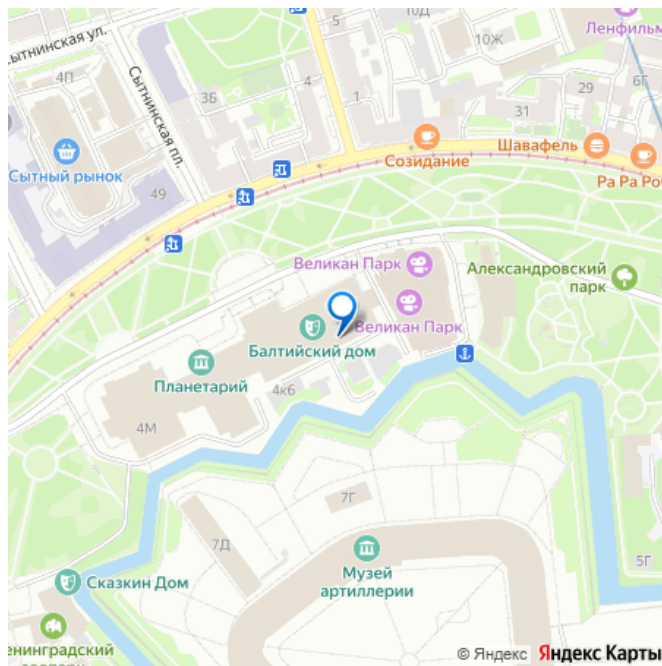 10Д
Ленфильм
Сытнинская ул.
10Ж
4П
4
3Б
29
6Г
1
Сытнинская пл.
31
Шавафель
Созидание
Сытный рынок
Ра Ра Ро
49
Великан Парк
Александровский
парк
Великан Парк
Балтийский дом
Планетарий
4к6
4М
7Г
7Д
Музей
артиллерии
5Г
Сказкин Дом
енинградский
зоопарк
© Яндекс Яндекс Карты